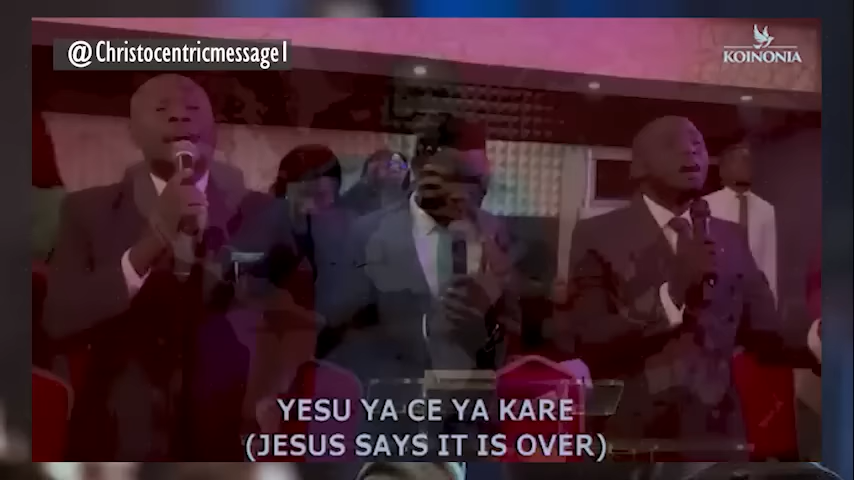 @Christocentricmessage1
KOINONIA
YESU YA CE YA KARE
(JESUS SAYS IT IS OVER)